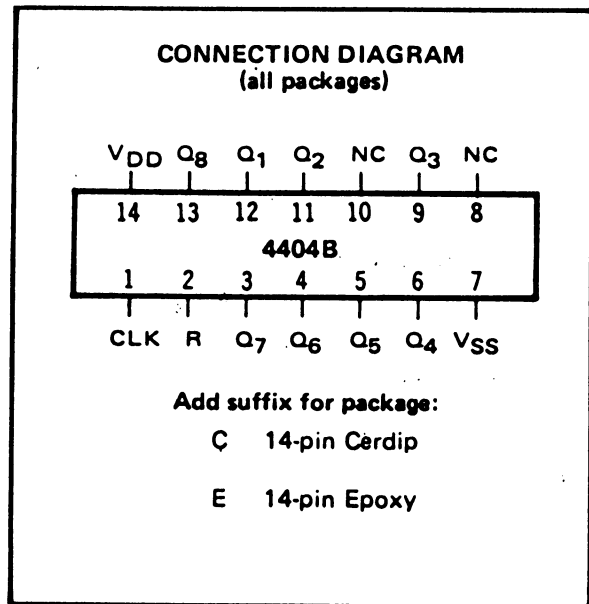 CONNECTION DIAGRAM
(all packages)
VDD Q8 Q1 Q2 NC Q3 NC
14 13 12 11 10 9 8
4404B
1 2 3 4 5 6 7
CLK R Q7 Q6 Q5 Q4 VSS
Add suffix for package:
C 14-pin Cerdip
E 14-pin Epoxy